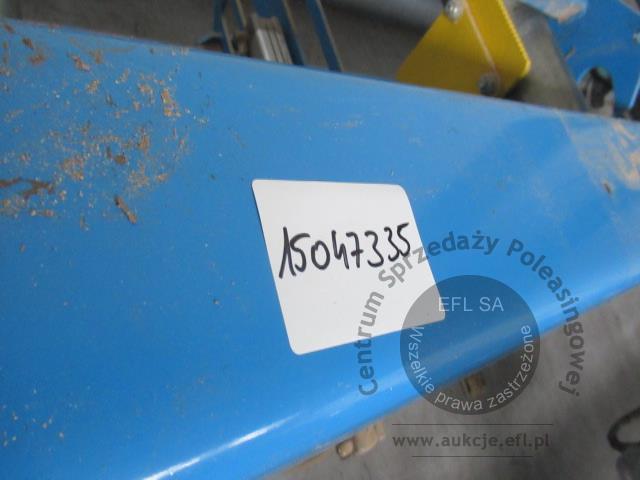 15047335
Centrum Sprzedaży Poleasingowej
EFL SA
Wszelkie prawa zastrzeżone
www.aukcje.efl.pl